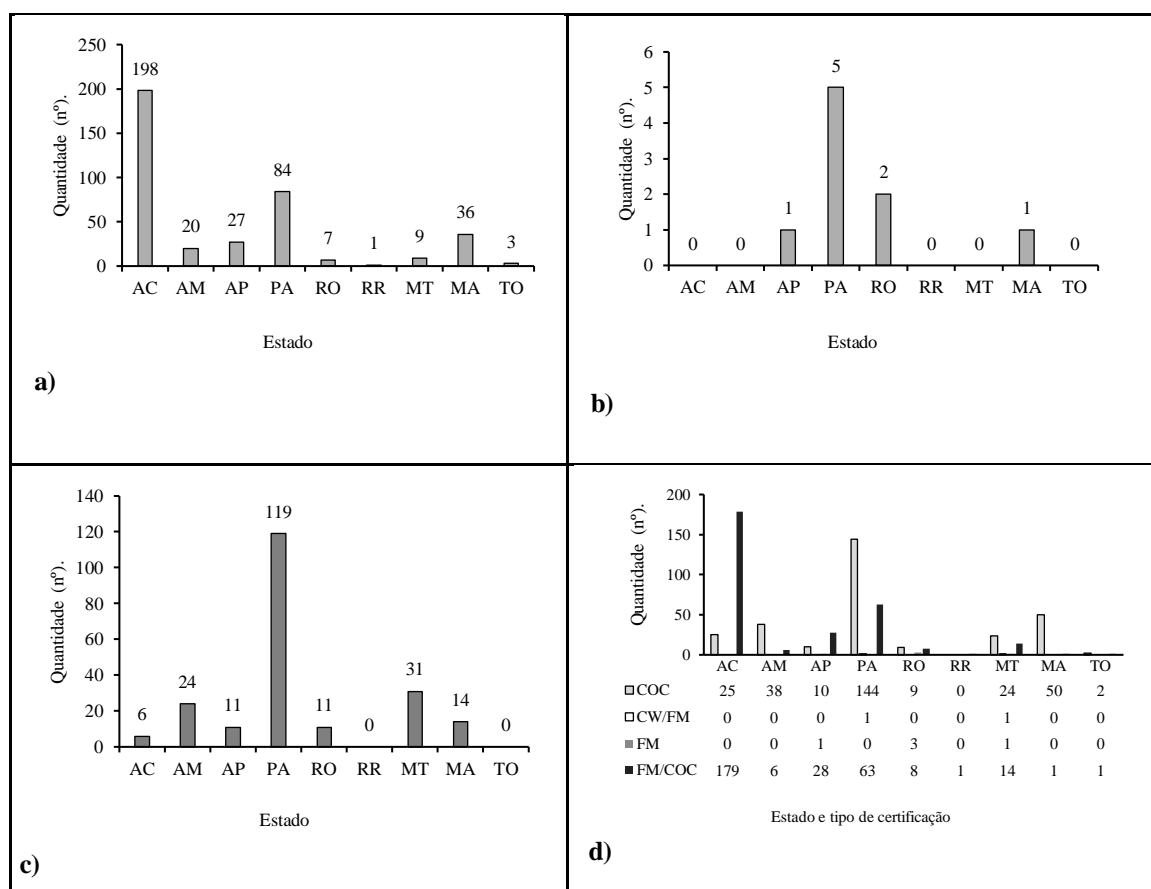 250
200
150
100
50
0
Quantidade (nº).
198
20
27
84
7
1
9
36
3
AC AM AP PA RO RR MT MA TO
Estado
a)
6
5
4
3
2
1
0
Quantidade (nº).
0
0
1
5
2
0
0
1
0
AC AM AP PA RO RR MT MA TO
Estado
b)
140
120
100
80
60
40
20
0
Quantidade (nº).
6
24
11
119
11
0
31
14
0
AC AM AP PA RO RR MT MA TO
Estado
c)
200
150
100
50
0
Quantidade (nº).
AC AM AP PA RO RR MT MA TO
COC 25 38 10 144 9 0 24 50 2
CW/FM 0 0 0 1 0 0 1 0 0
FM 0 0 1 0 3 0 1 0 0
FM/COC 179 6 28 63 8 1 14 1 1
Estado e tipo de certificação
d)